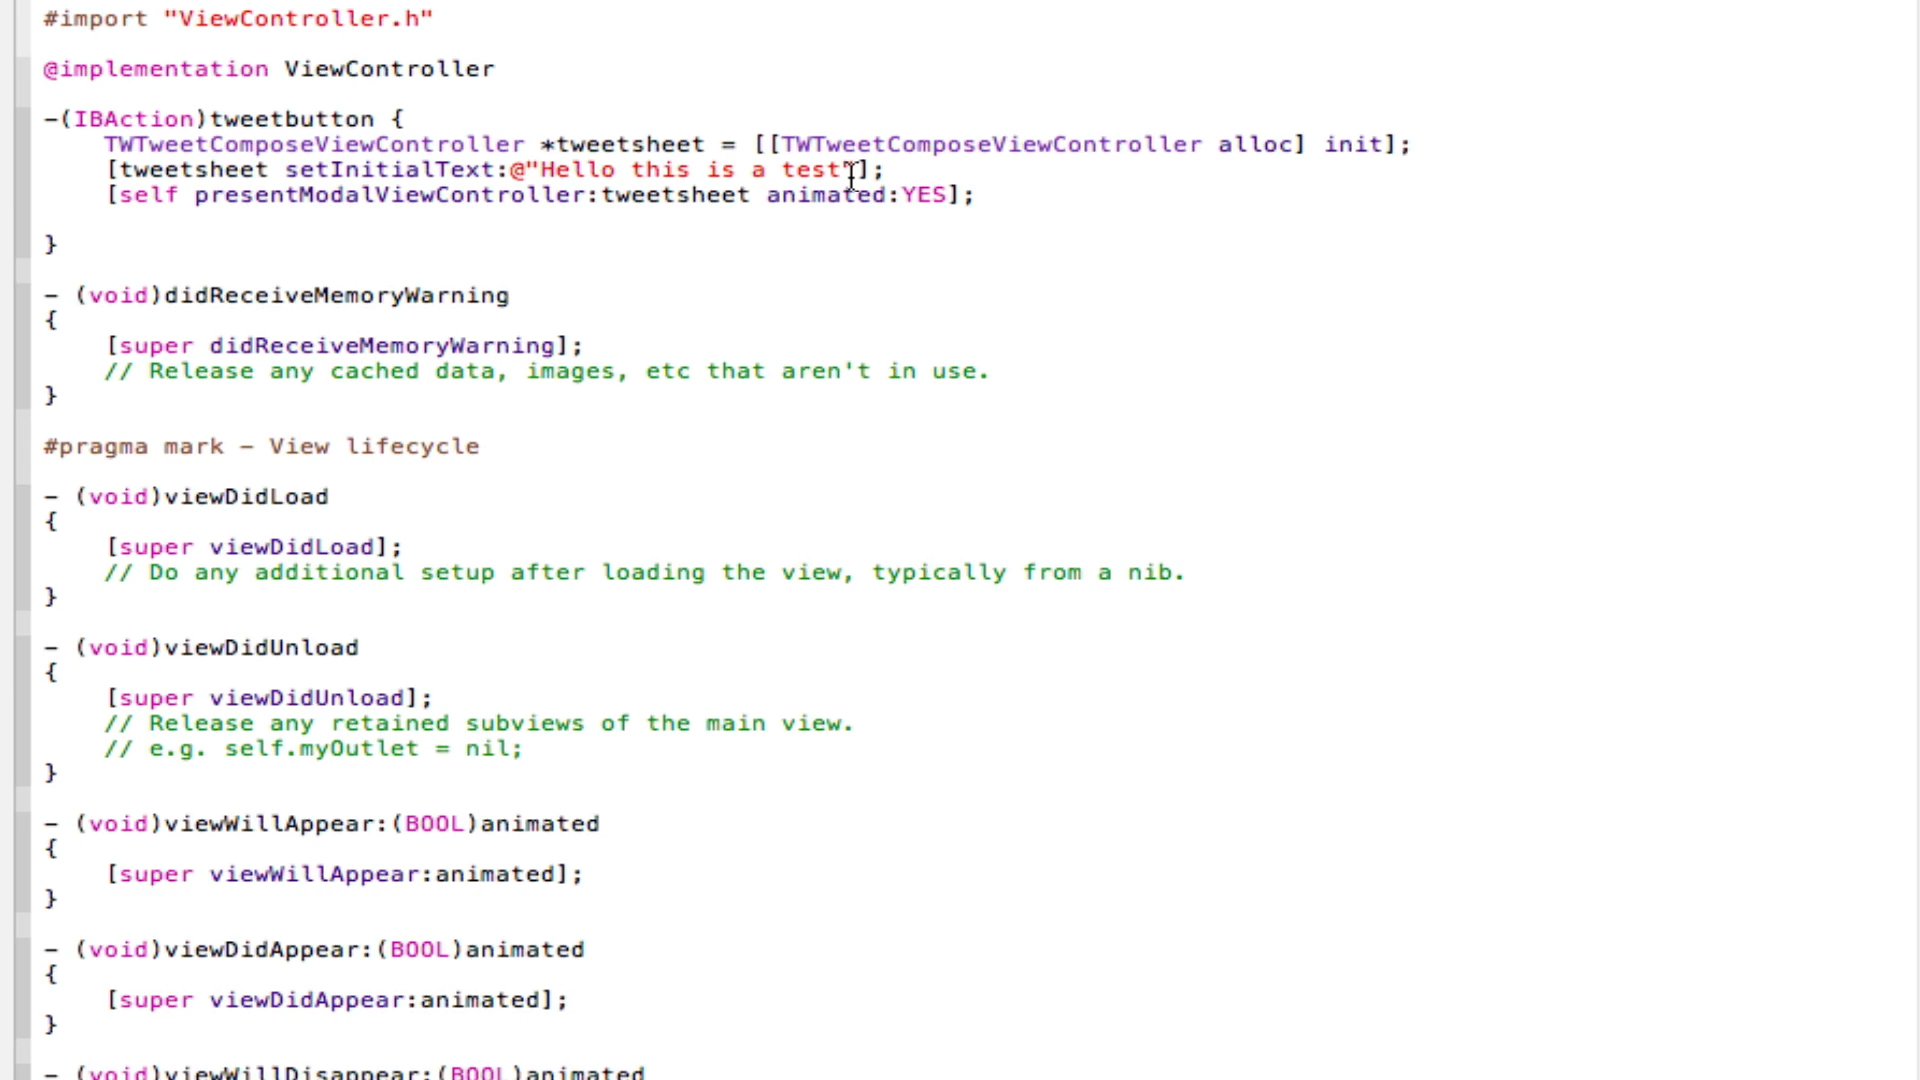 #import "ViewController.h"
@implementation ViewController
-(IBAction)tweetbutton {
TWTweetComposeViewController *tweetsheet = [[TWTweetComposeViewController alloc] init];
[tweetsheet setInitialText:@"Hello this is a test"];
[self presentModalViewController:tweetsheet animated:YES];
}
- (void)didReceiveMemoryWarning
{
[super didReceiveMemoryWarning];
// Release any cached data, images, etc that aren't in use.
}
#pragma mark - View lifecycle
- (void)viewDidLoad
{
[super viewDidLoad];
// Do any additional setup after loading the view, typically from a nib.
}
- (void)viewDidUnload
{
[super viewDidUnload];
// Release any retained subviews of the main view.
// e.g. self.myOutlet = nil;
}
- (void)viewWillAppear:(BOOL)animated
{
[super viewWillAppear:animated];
}
- (void)viewDidAppear:(BOOL)animated
{
[super viewDidAppear:animated];
}
- (void)viewWillDisappear:(BOOL)animated